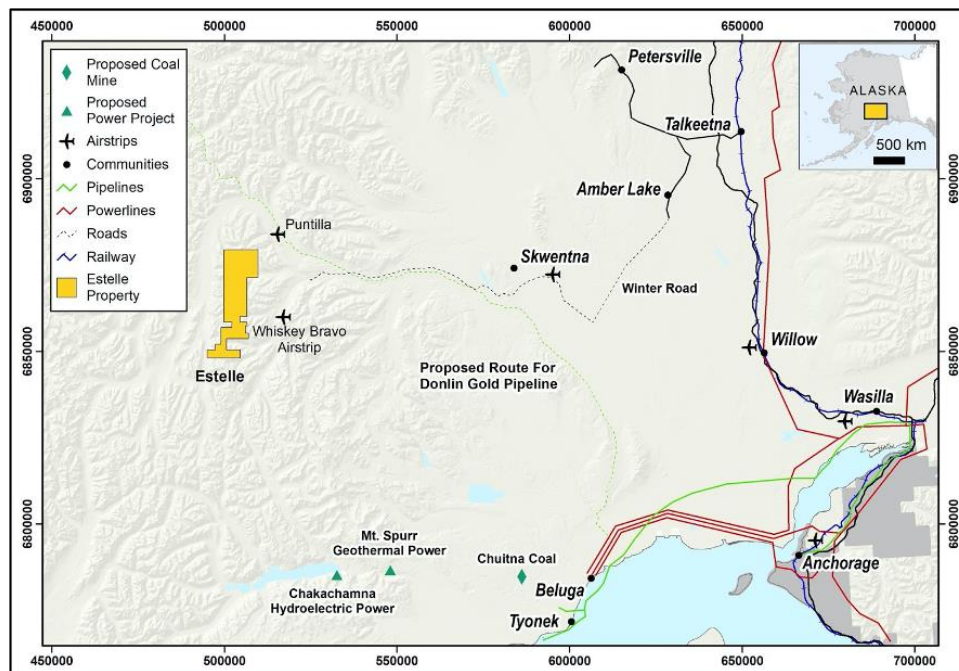 450000
500000
550000
600000
650000
700000
Proposed Coal
Mine
Proposed
Power Project
Airstrips
Communities
Pipelines
Powerlines
Roads
Railway
Estelle
Property
Petersville
Talkeetna
ALASKA
500 km
6900000
6900000
Amber Lake
Puntilla
Skwentna
Winter Road
Whiskey Bravo
Airstrip
Estelle
Proposed Route For
Donlin Gold Pipeline
Willow
6850000
6850000
Wasilla
6800000
6800000
Mt. Spurr
Geothermal Power
Chuitna Coal
Chakachamna
Hydroelectric Power
Beluga
Anchorage
Tyonek
450000
500000
550000
600000
650000
700000